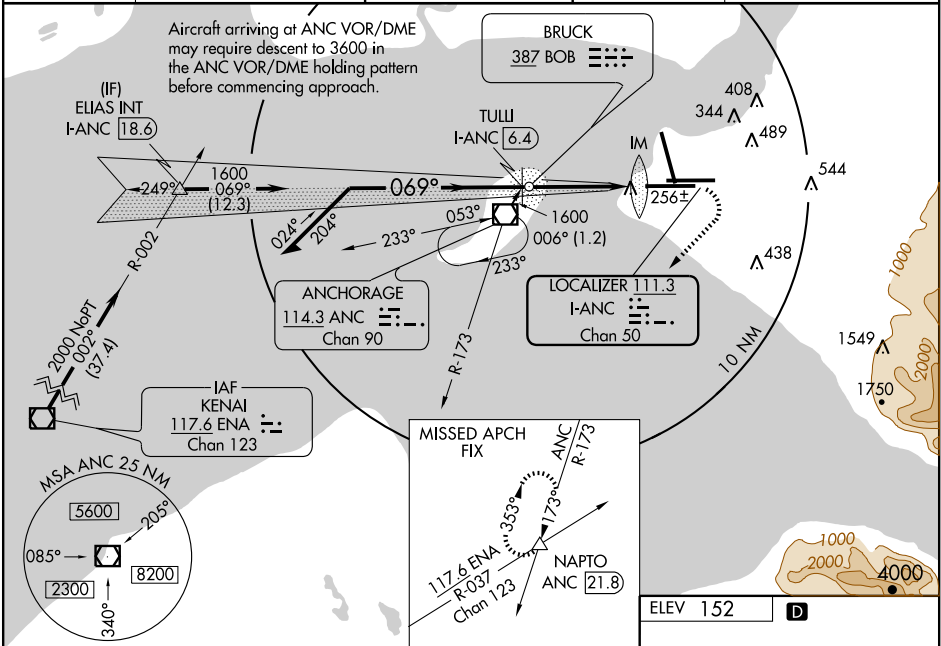 Aircraft arriving at ANC VOR/DME
may require descent to 3600 in
the ANC VOR/DME holding pattern
before commencing approach.
BRUCK
387 BOB
(IF)
ELIAS INT
I-ANC 18.6
TULLI
I-ANC 6.4
IM
408
344
489
544
438
249°
1600
069°
(12.3)
069°
256±
024°
204°
233°
053°
1600
006° (1.2)
233°
R-002
2000 NoPT
002°
(37.4)
ANCHORAGE
114.3 ANC
Chan 90
LOCALIZER 111.3
I-ANC
Chan 50
R-173
10 NM
1000
2000
1549
1750
IAF
KENAI
117.6 ENA
Chan 123
MSA ANC 25 NM
5600
205°
085°
2300
8200
340°
MISSED APCH
FIX
ANC
R-173
353°
173°
117.6 ENA
R-037
Chan 123
NAPTO
ANC 21.8
1000
2000
4000
ELEV 152
D